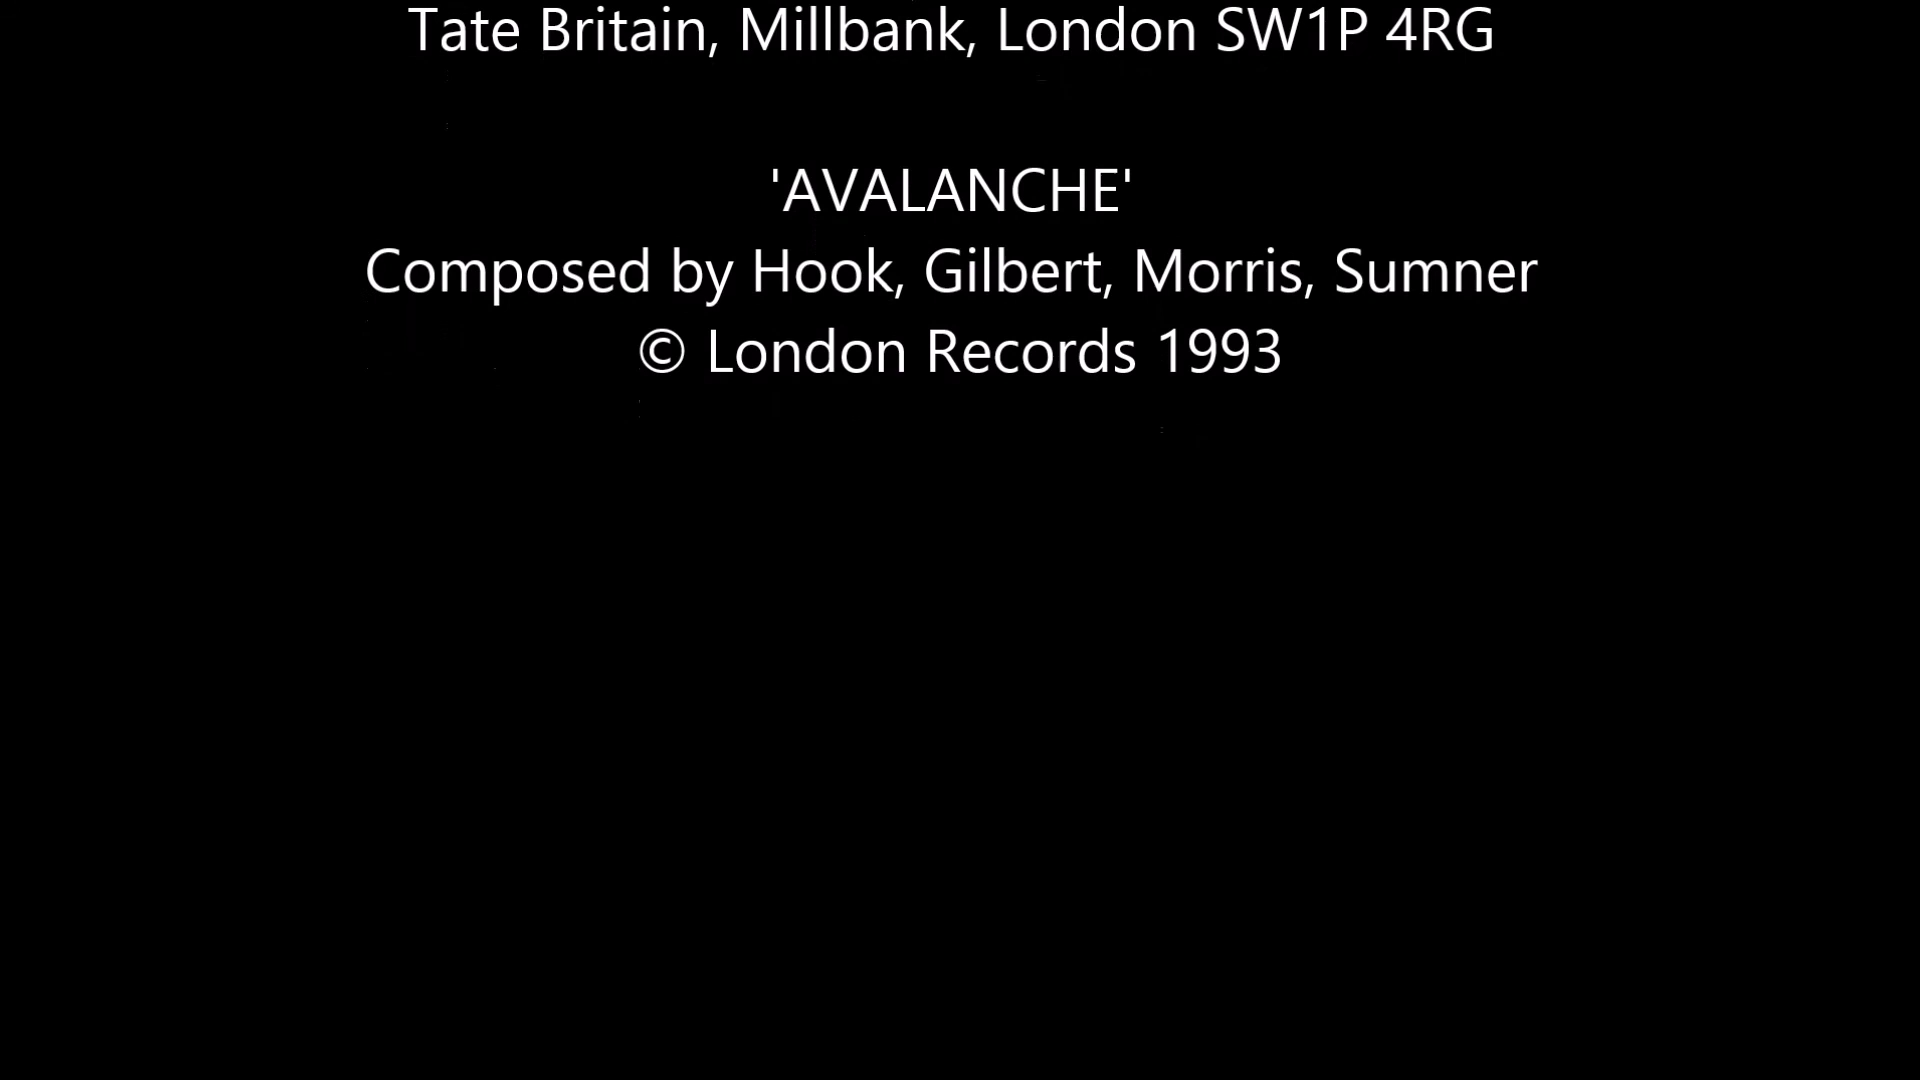 Tate Britain, Millbank, London SW1P 4RG
'AVALANCHE'
Composed by Hook, Gilbert, Morris, Sumner
© London Records 1993